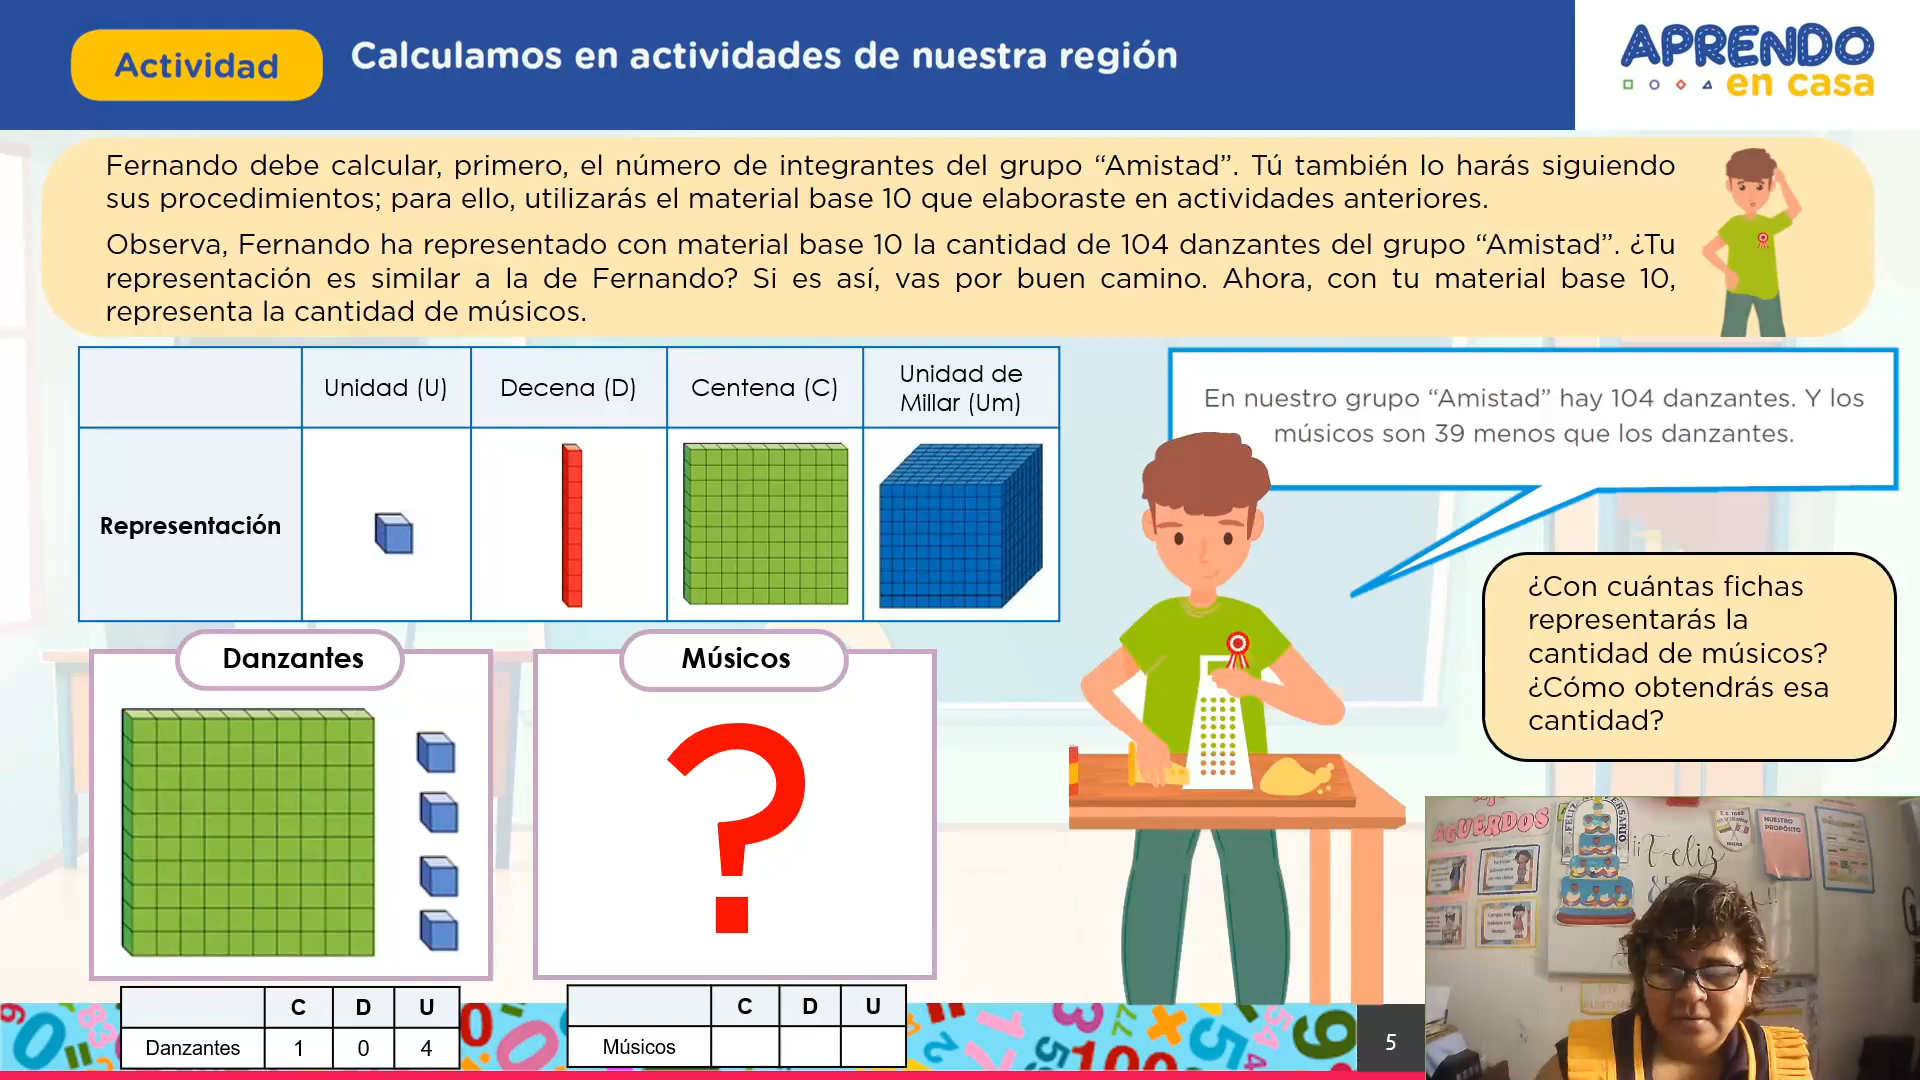 Actividad
Calculamos en actividades de nuestra región
APRENDO
en casa
Fernando debe calcular, primero, el número de integrantes del grupo “Amistad”. Tú también lo harás siguiendo
sus procedimientos; para ello, utilizarás el material base 10 que elaboraste en actividades anteriores.
Observa, Fernando ha representado con material base 10 la cantidad de 104 danzantes del grupo “Amistad”. ¿Tu
representación es similar a la de Fernando? Si es así, vas por buen camino. Ahora, con tu material base 10,
representa la cantidad de músicos.
Unidad (U)
Decena (D)
Centena (C)
Unidad de
Millar (Um)
Representación
En nuestro grupo “Amistad” hay 104 danzantes. Y los
músicos son 39 menos que los danzantes.
¿Con cuántas fichas
representarás la
cantidad de músicos?
¿Cómo obtendrás esa
cantidad?
Danzantes
Músicos
?
C D U
Danzantes 1 0 4
C D U
Músicos
5
ACUERDOS
FELIZ
NUESTRO
PROPÓSITO
Feliz